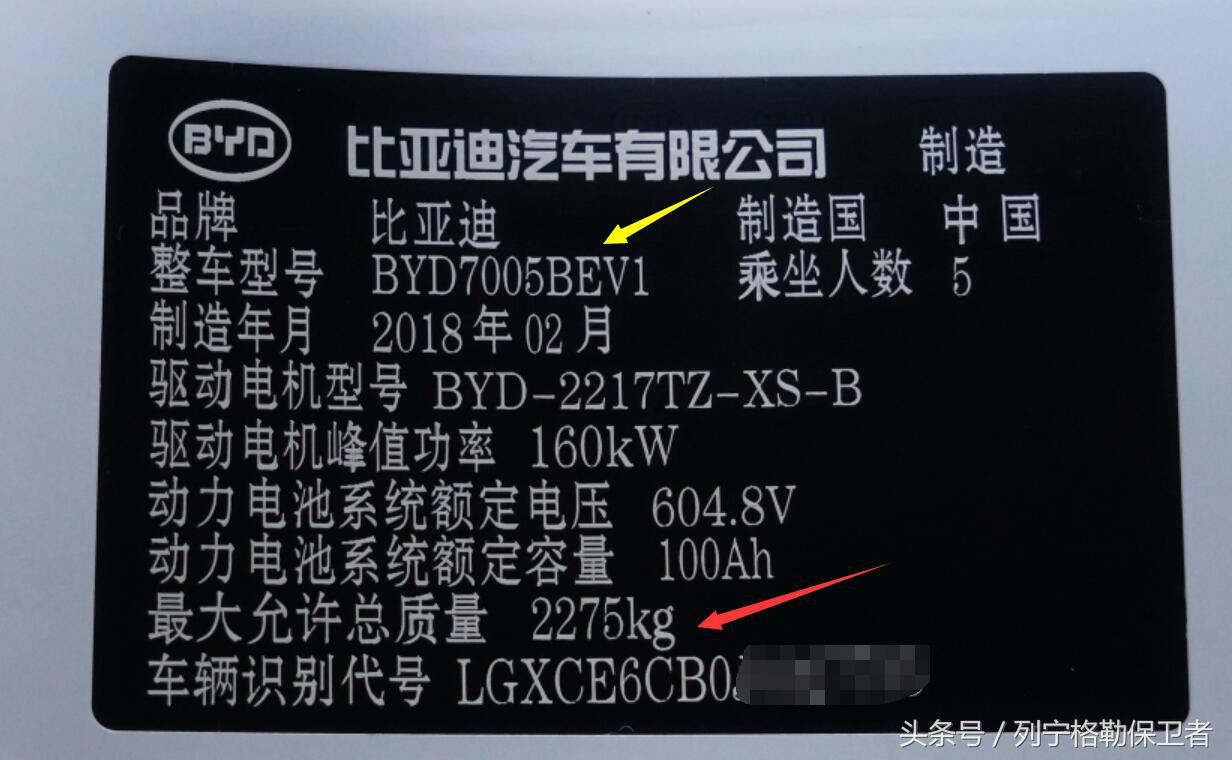 BYD 比亚迪汽车有限公司 制造
品牌 比亚迪 制造国 中国
整车型号 BYD7005BEV1 乘坐人数 5
制造年月 2018年02月
驱动电机型号 BYD-2217TZ-XS-B
驱动电机峰值功率 160kW
动力电池系统额定电压 604.8V
动力电池系统额定容量 100Ah
最大允许总质量 2275kg
车辆识别代号 LGXCE6CB0
头条号 / 列宁格勒保卫者